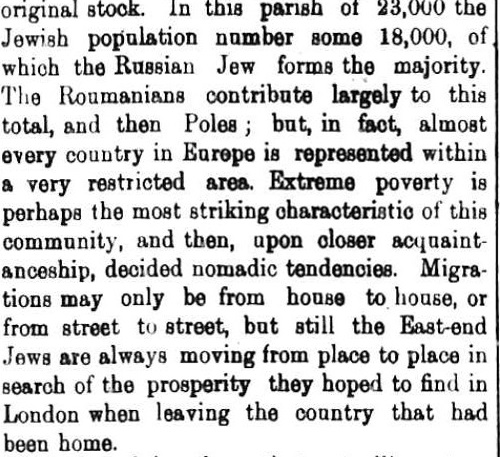 original stock. In this parish of 23,000 the
Jewish population number some 18,000, of
which the Russian Jew forms the majority.
The Roumanians contribute largely to this
total, and then Poles; but, in fact, almost
every country in Europe is represented within
a very restricted area. Extreme poverty is
perhaps the most striking characteristic of this
community, and then, upon closer acquaint-
anceship, decided nomadic tendencies. Migra-
tions may only be from house to house, or
from street to street, but still the East-end
Jews are always moving from place to place in
search of the prosperity they hoped to find in
London when leaving the country that had
been home.